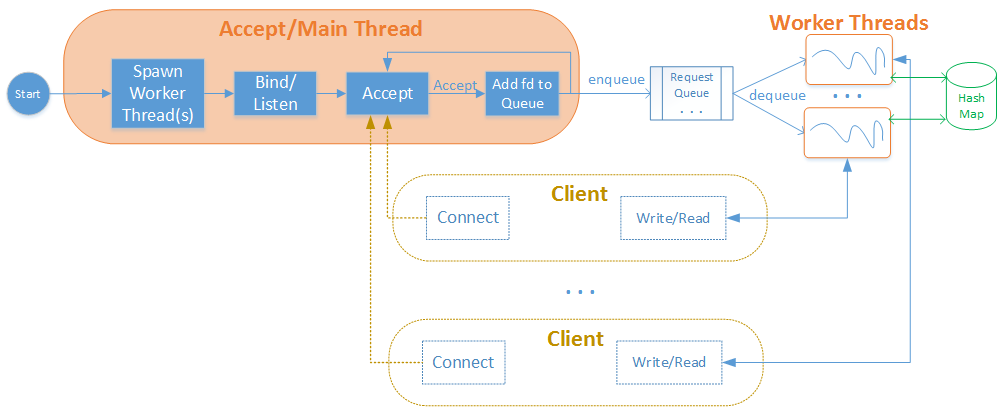 Accept/Main Thread
Worker Threads
Start
Spawn
Worker
Thread(s)
Bind/
Listen
Accept
Accept
Add fd to
Queue
enqueue
Request
Queue
...
dequeue
...
Hash
Map
Client
Connect
Write/Read
...
Client
Connect
Write/Read